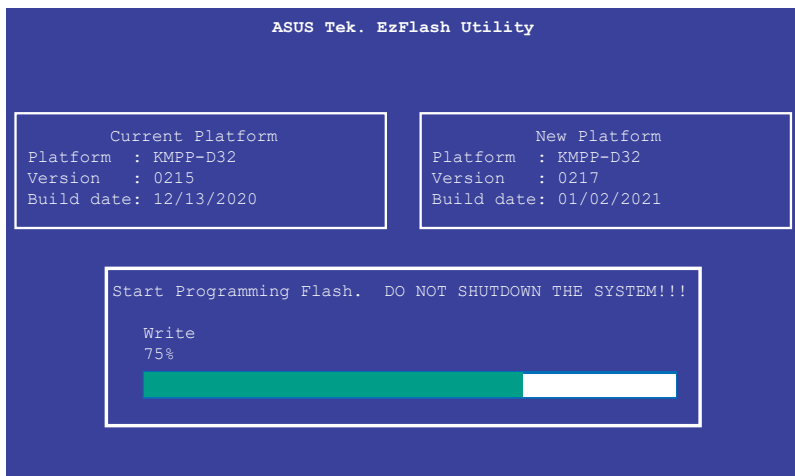 ASUS Tek. EzFlash Utility
Current Platform
Platform : KMPP-D32
Version : 0215
Build date: 12/13/2020
New Platform
Platform : KMPP-D32
Version : 0217
Build date: 01/02/2021
Start Programming Flash. DO NOT SHUTDOWN THE SYSTEM!!!
Write
75%